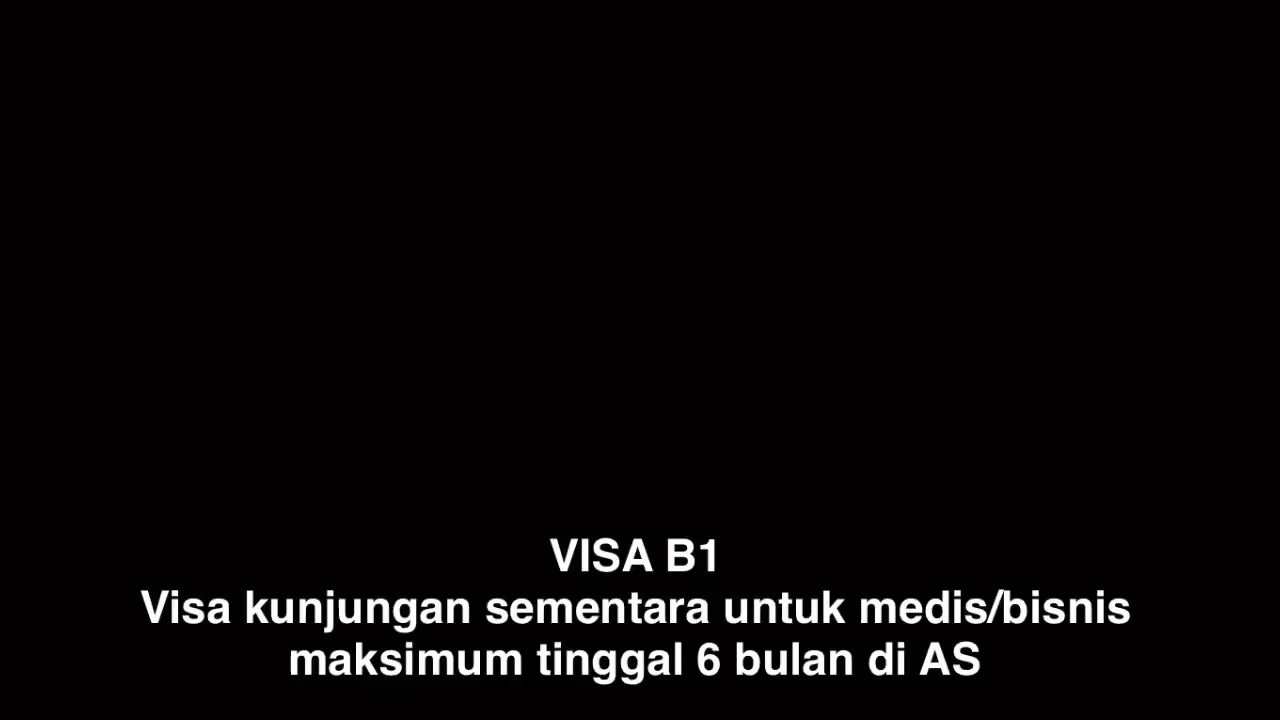 VISA B1
Visa kunjungan sementara untuk medis/bisnis
maksimum tinggal 6 bulan di AS